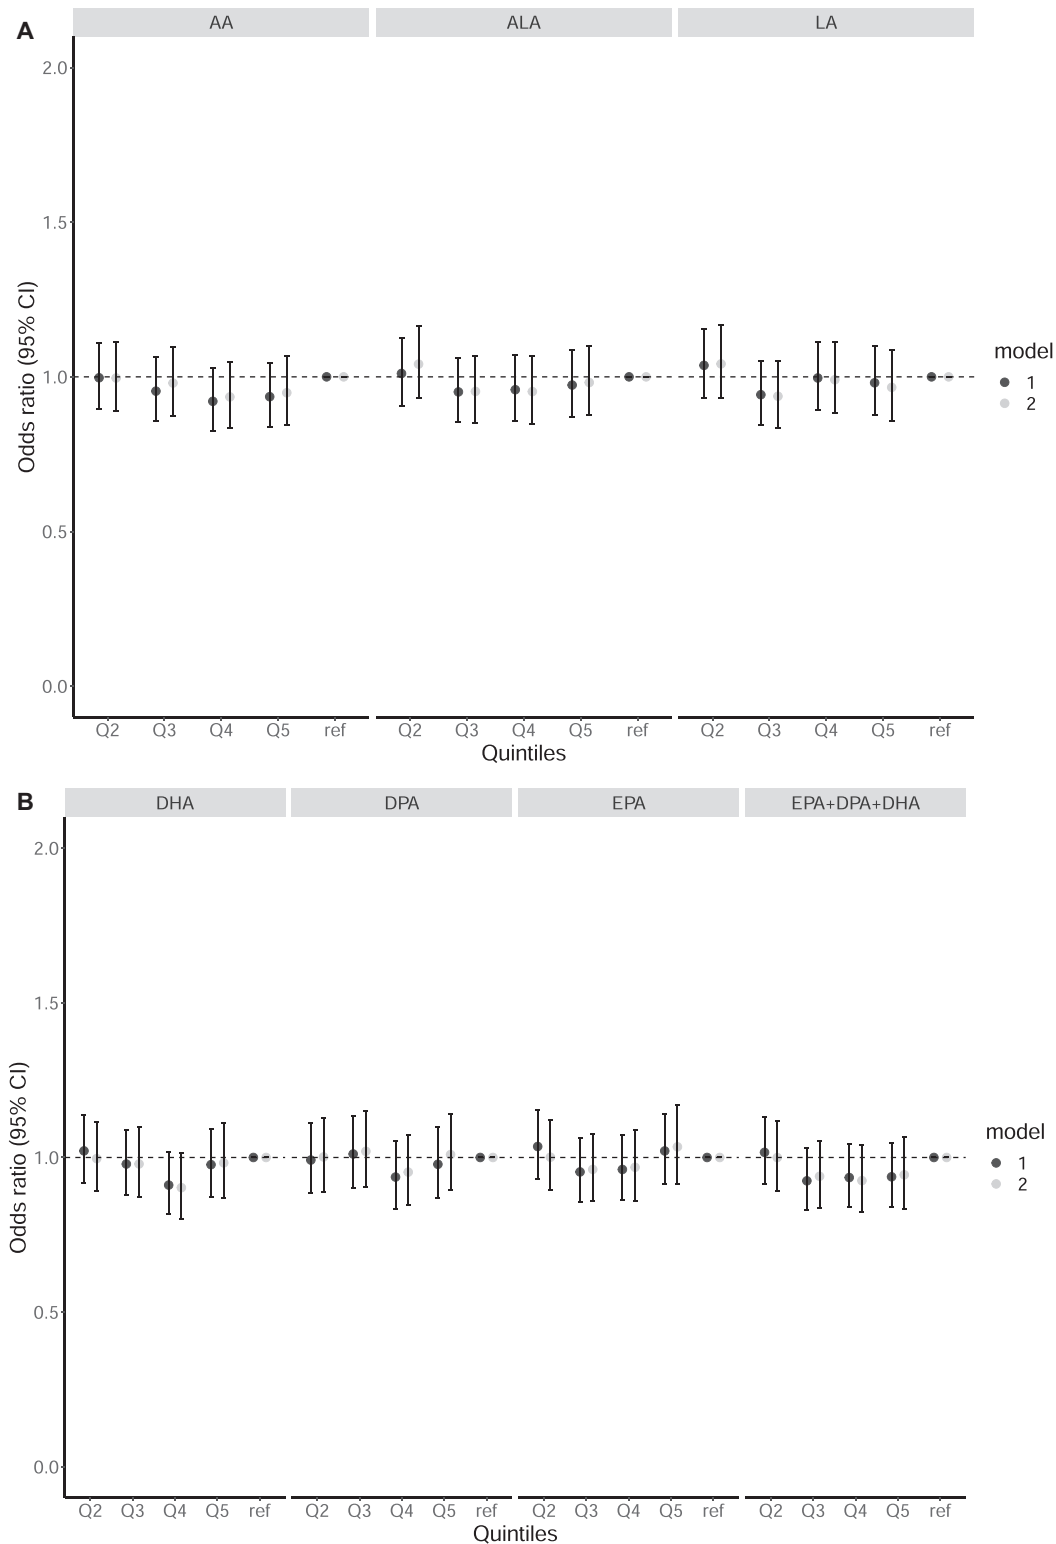 A
AA ALA LA
2.0
1.5
1.0
0.5
0.0
Odds ratio (95% CI)
Q2 Q3 Q4 Q5 ref Q2 Q3 Q4 Q5 ref Q2 Q3 Q4 Q5 ref
Quintiles
model
1
2
B
DHA DPA EPA EPA+DPA+DHA
2.0
1.5
1.0
0.5
0.0
Odds ratio (95% CI)
Q2 Q3 Q4 Q5 ref Q2 Q3 Q4 Q5 ref Q2 Q3 Q4 Q5 ref Q2 Q3 Q4 Q5 ref
Quintiles
model
1
2